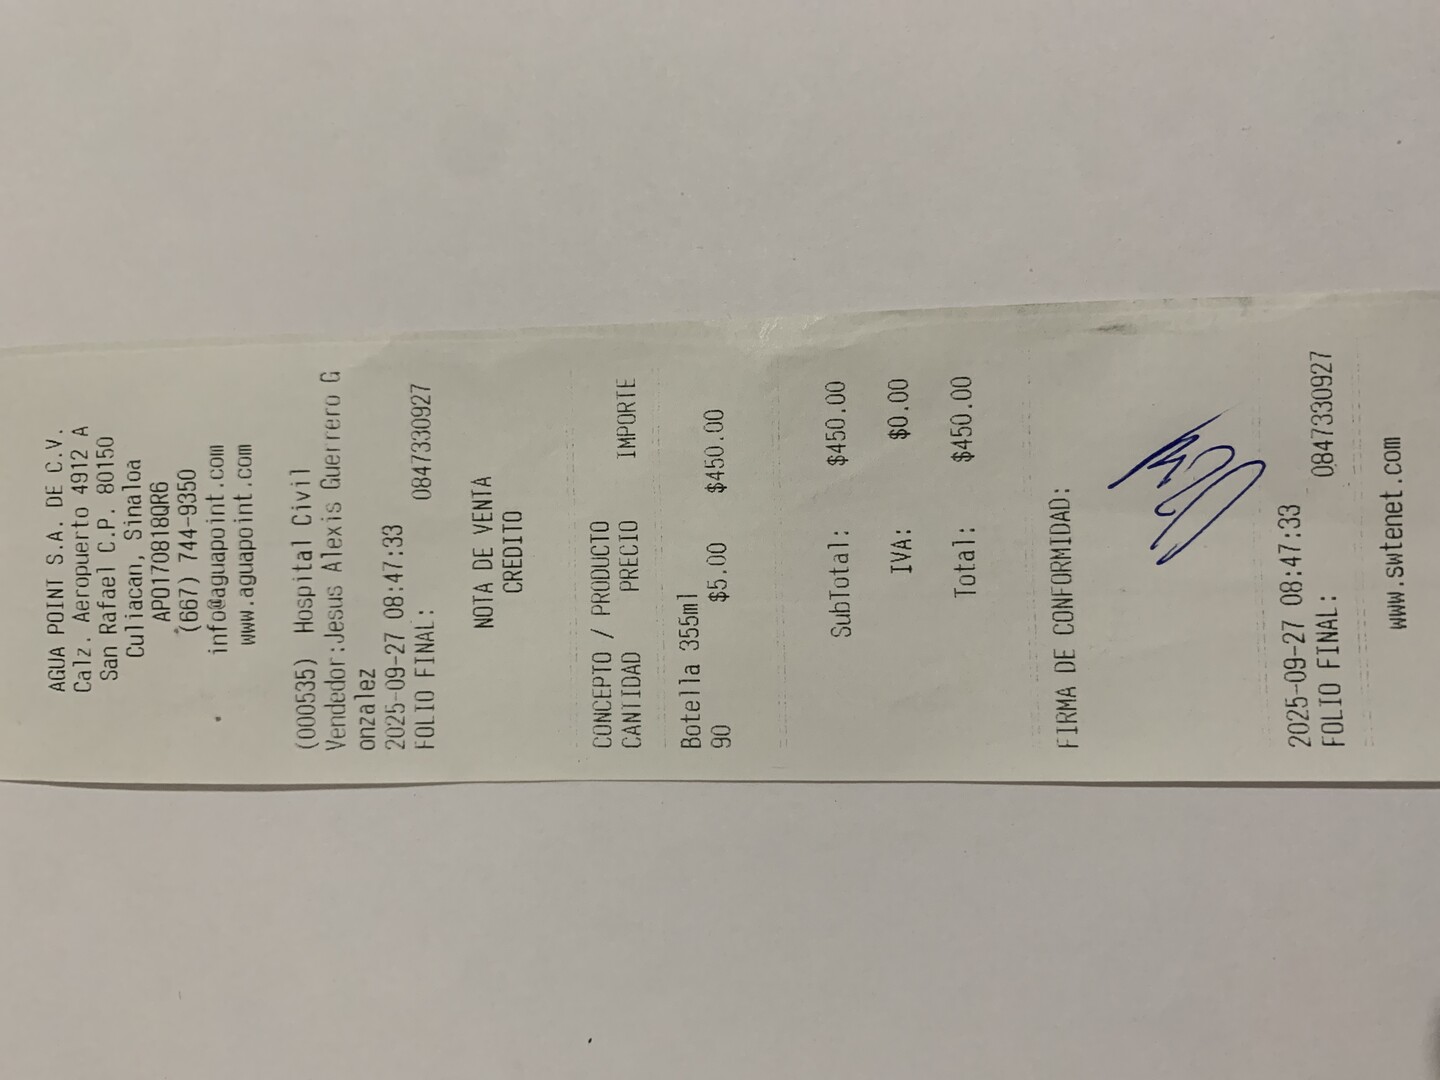 AGUA POINT S.A. DE C.V.
Calz. Aeropuerto 4912 A
San Rafael C.P. 80150
Culiacan, Sinaloa
APO170818QR6
(667) 744-9350
info@aguapoint.com
www.aguapoint.com
(000535) Hospital Civil
Vendedor:Jesus Alexis Guerrero G
onzalez
2025-09-27 08:47:33
FOLIO FINAL: 0847330927
NOTA DE VENTA
CREDITO
CONCEPTO / PRODUCTO
CANTIDAD PRECIO IMPORTE
Botella 355ml
90 $5.00 $450.00
SubTotal: $450.00
IVA: $0.00
Total: $450.00
FIRMA DE CONFORMIDAD:
2025-09-27 08:47:33
FOLIO FINAL: 0847330927
www.swtenet.com